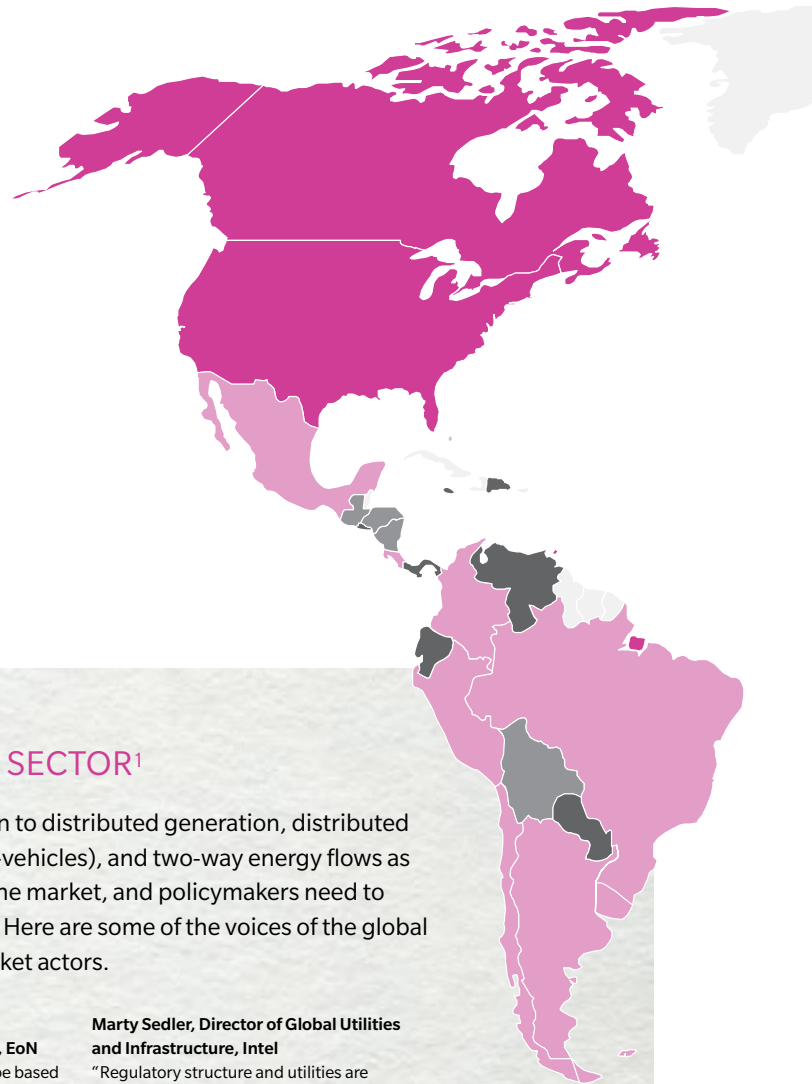 SECTOR¹
n to distributed generation, distributed
-vehicles), and two-way energy flows as
he market, and policymakers need to
Here are some of the voices of the global
ket actors.
, EoN
be based
Marty Sedler, Director of Global Utilities
and Infrastructure, Intel
“Regulatory structure and utilities are